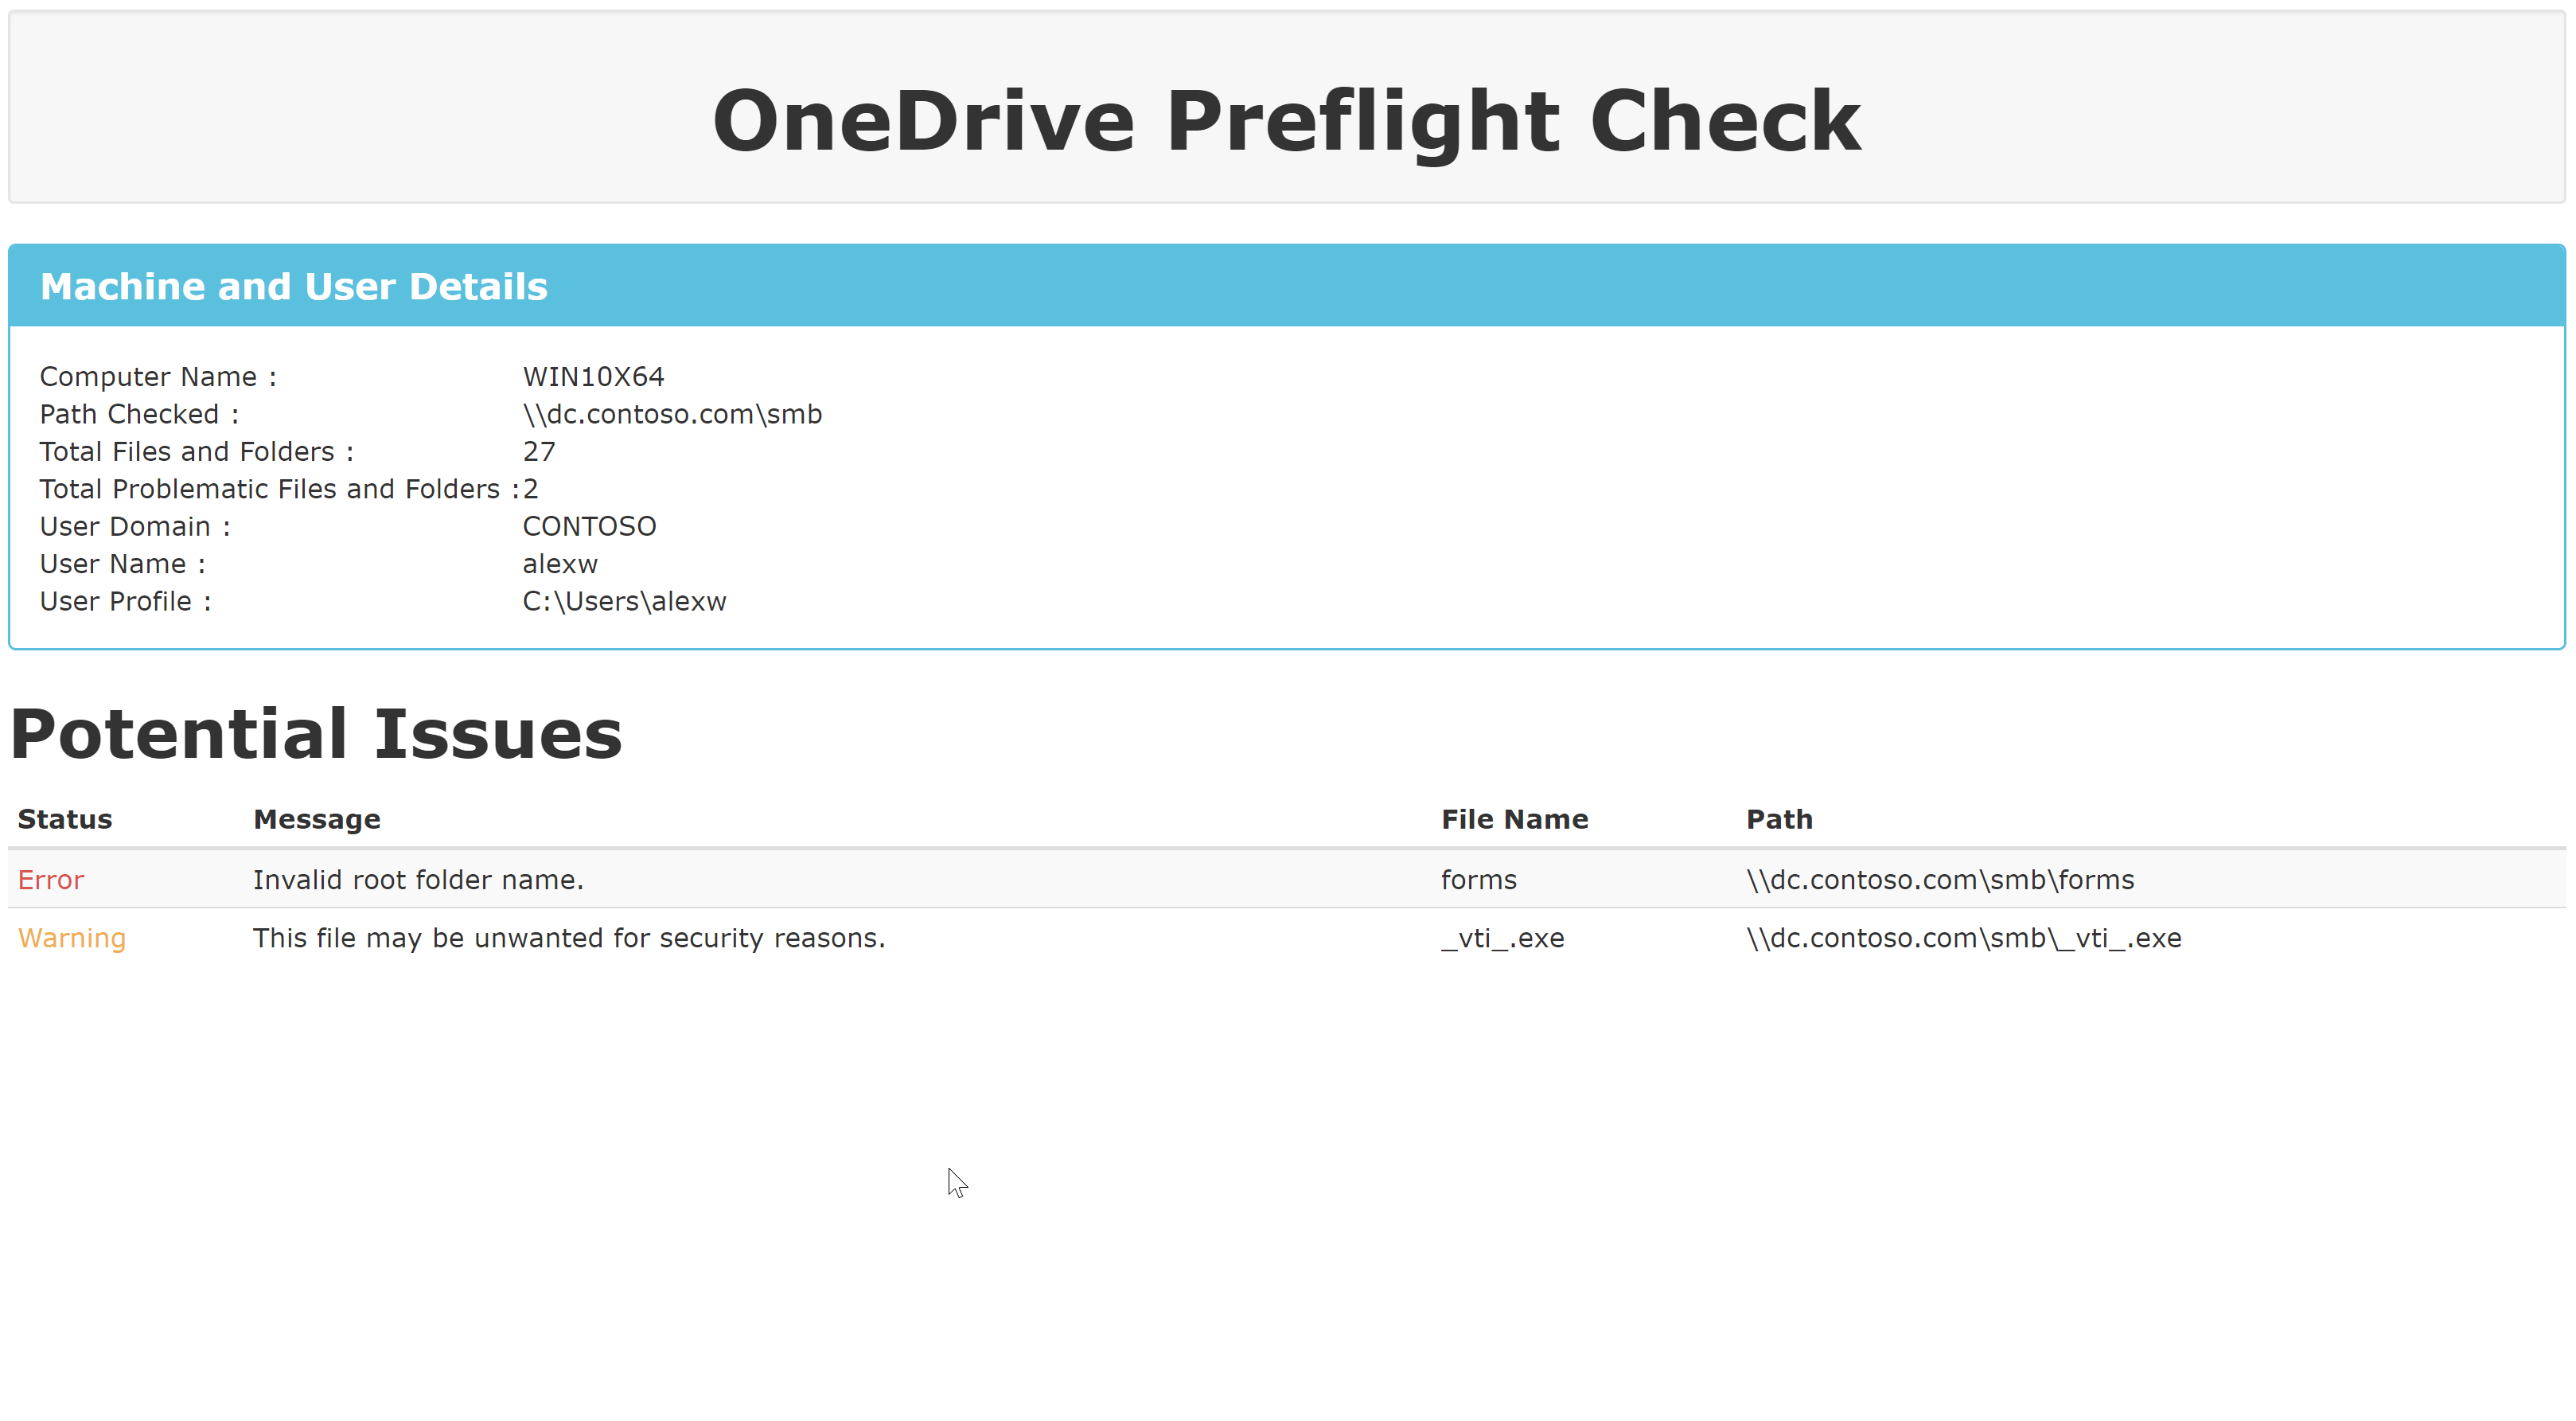 OneDrive Preflight Check
Machine and User Details
Computer Name : WIN10X64
Path Checked : \\dc.contoso.com\smb
Total Files and Folders : 27
Total Problematic Files and Folders : 2
User Domain : CONTOSO
User Name : alexw
User Profile : C:\Users\alexw
Potential Issues
Status Message File Name Path
Error Invalid root folder name. forms \\dc.contoso.com\smb\forms
Warning This file may be unwanted for security reasons. _vti_.exe \\dc.contoso.com\smb\_vti_.exe